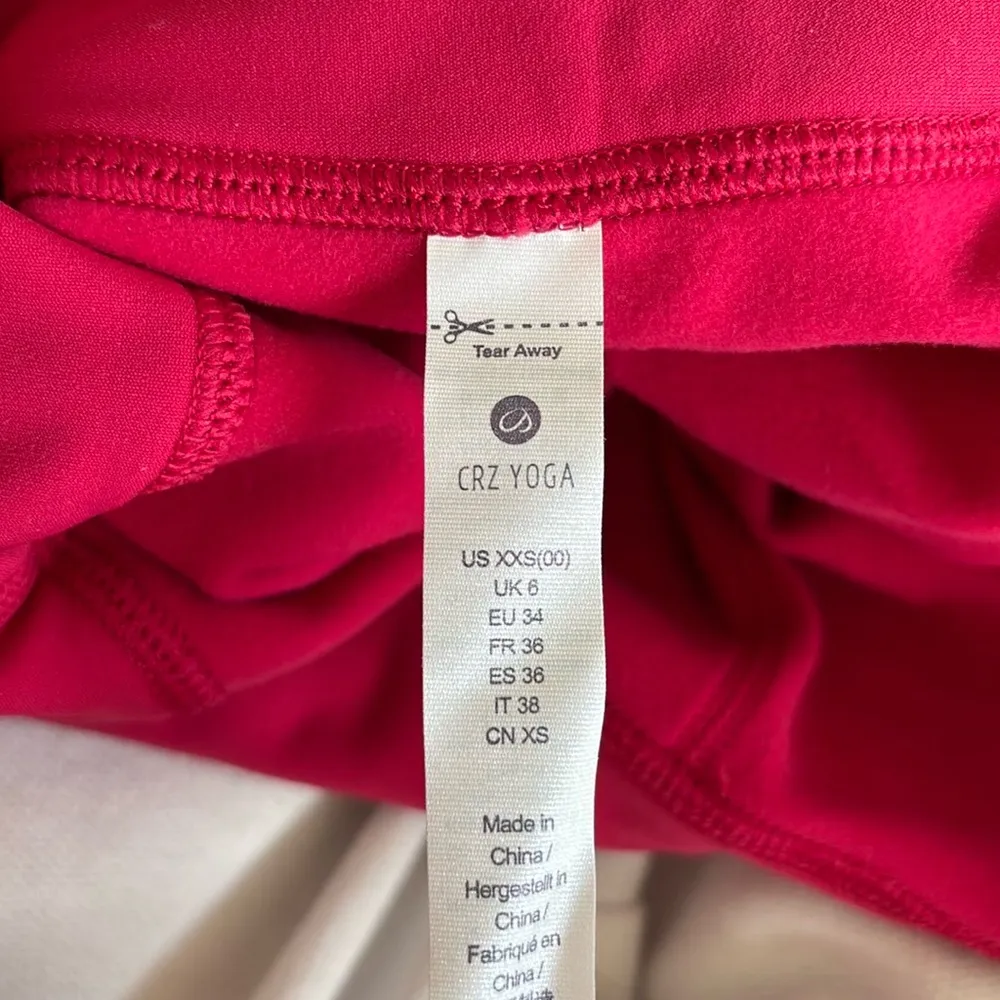 Tear Away
CRZ YOGA
US XXS(00)
UK 6
EU 34
FR 36
ES 36
IT 38
CN XS
Made in
China/
Hergestellt in
China/
Fabriqué en
China/